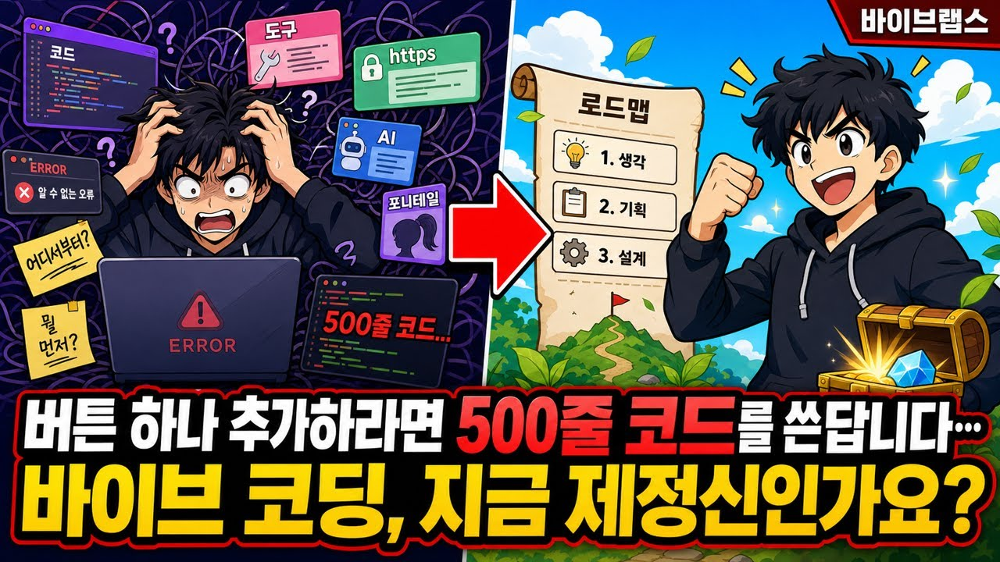 바이브랩스
코드
도구
https
AI
ERROR
알 수 없는 오류
포니테일
어디서부터?
뭘
먼저?
ERROR
500줄 코드...
로드맵
1. 생각
2. 기획
3. 설계
버튼 하나 추가하라면 500줄 코드를 쓴답니다...
바이브 코딩, 지금 제정신인가요?